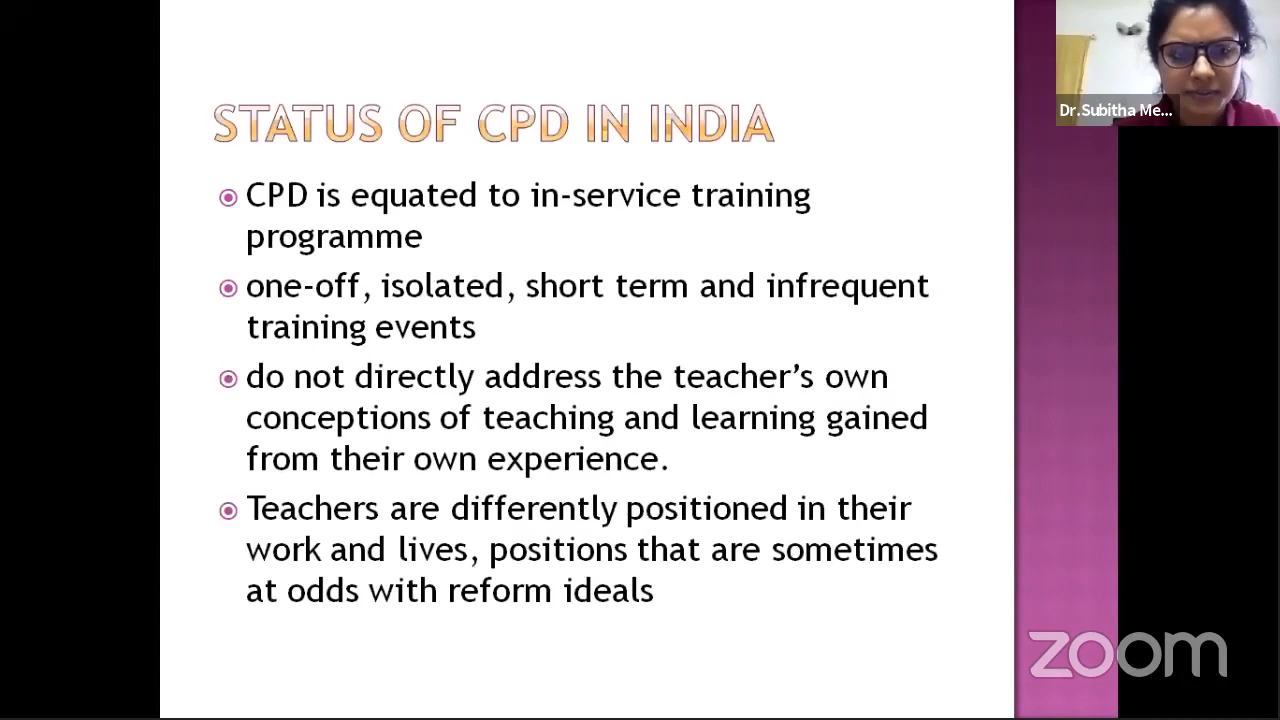 STATUS OF CPD IN INDIA
CPD is equated to in-service training
programme
one-off, isolated, short term and infrequent
training events
do not directly address the teacher’s own
conceptions of teaching and learning gained
from their own experience.
Teachers are differently positioned in their
work and lives, positions that are sometimes
at odds with reform ideals
Dr.Subitha Me...
zoom